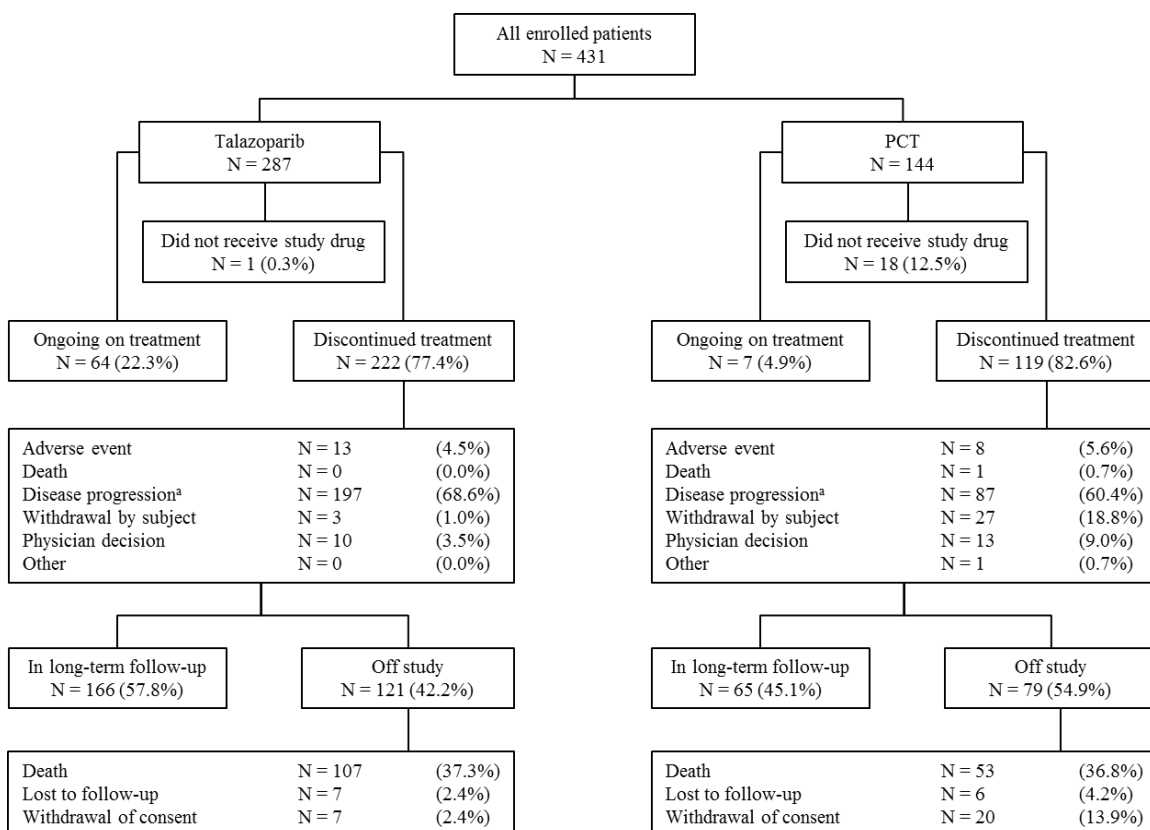 All enrolled patients
N = 431
Talazoparib
N = 287
PCT
N = 144
Did not receive study drug
N = 1 (0.3%)
Did not receive study drug
N = 18 (12.5%)
Ongoing on treatment
N = 64 (22.3%)
Discontinued treatment
N = 222 (77.4%)
Ongoing on treatment
N = 7 (4.9%)
Discontinued treatment
N = 119 (82.6%)
Adverse event N = 13 (4.5%)
Death N = 0 (0.0%)
Disease progressionᵃ N = 197 (68.6%)
Withdrawal by subject N = 3 (1.0%)
Physician decision N = 10 (3.5%)
Other N = 0 (0.0%)
Adverse event N = 8 (5.6%)
Death N = 1 (0.7%)
Disease progressionᵃ N = 87 (60.4%)
Withdrawal by subject N = 27 (18.8%)
Physician decision N = 13 (9.0%)
Other N = 1 (0.7%)
In long-term follow-up
N = 166 (57.8%)
Off study
N = 121 (42.2%)
In long-term follow-up
N = 65 (45.1%)
Off study
N = 79 (54.9%)
Death N = 107 (37.3%)
Lost to follow-up N = 7 (2.4%)
Withdrawal of consent N = 7 (2.4%)
Death N = 53 (36.8%)
Lost to follow-up N = 6 (4.2%)
Withdrawal of consent N = 20 (13.9%)